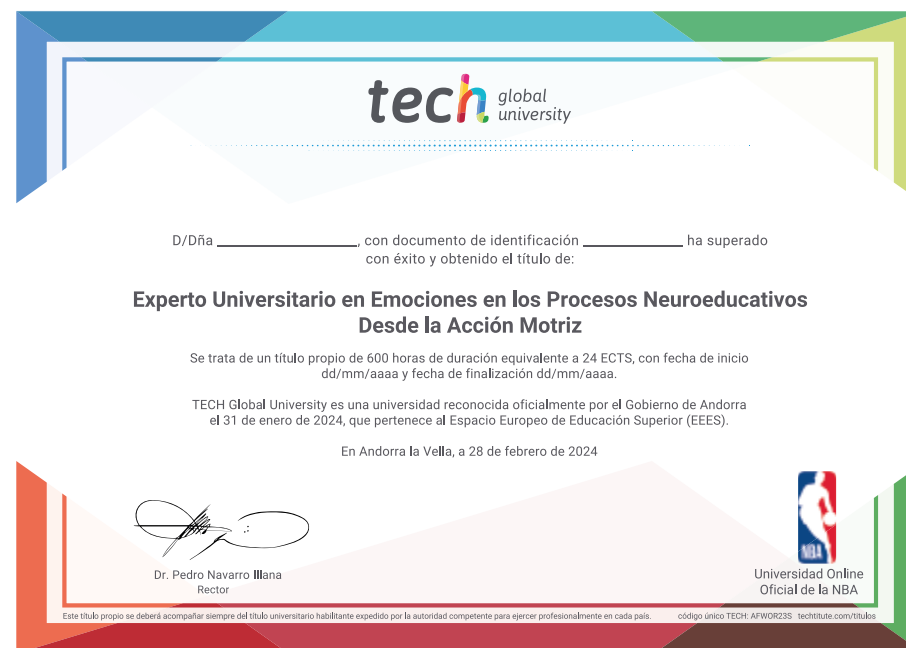 tech global university
D/Dña ____________________, con documento de identificación ______________ ha superado
con éxito y obtenido el título de:
Experto Universitario en Emociones en los Procesos Neuroeducativos
Desde la Acción Motriz
Se trata de un título propio de 600 horas de duración equivalente a 24 ECTS, con fecha de inicio
dd/mm/aaaa y fecha de finalización dd/mm/aaaa.
TECH Global University es una universidad reconocida oficialmente por el Gobierno de Andorra
el 31 de enero de 2024, que pertenece al Espacio Europeo de Educación Superior (EEES).
En Andorra la Vella, a 28 de febrero de 2024
Dr. Pedro Navarro Illana
Rector
NBA
Universidad Online
Oficial de la NBA
Este título propio se deberá acompañar siempre del título universitario habilitante expedido por la autoridad competente para ejercer profesionalmente en cada país.
código único TECH: AFWOR23S techtitute.com/titulos